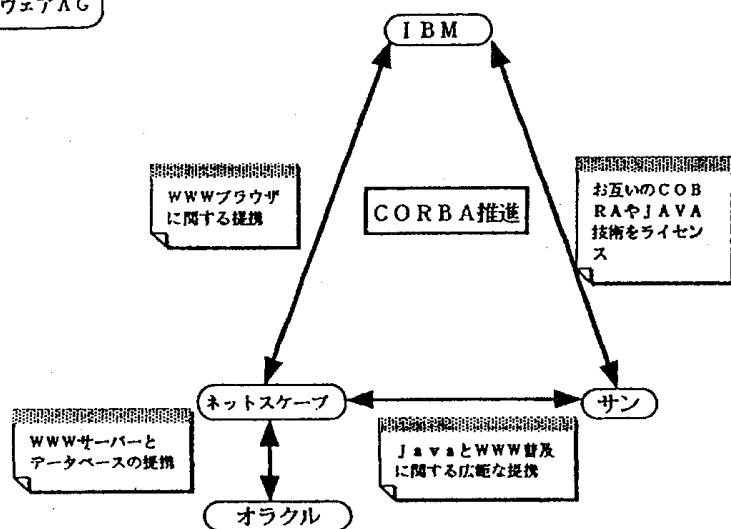 ウェアAG
IBM
WWWブラウザ
に関する提携
CORBA推進
お互いのCOB
RAやJAVA
技術をライセン
ス
ネットスケープ
サン
WWWサーバーと
データベースの提携
JavaとWWW普及
に関する広範な提携
オラクル